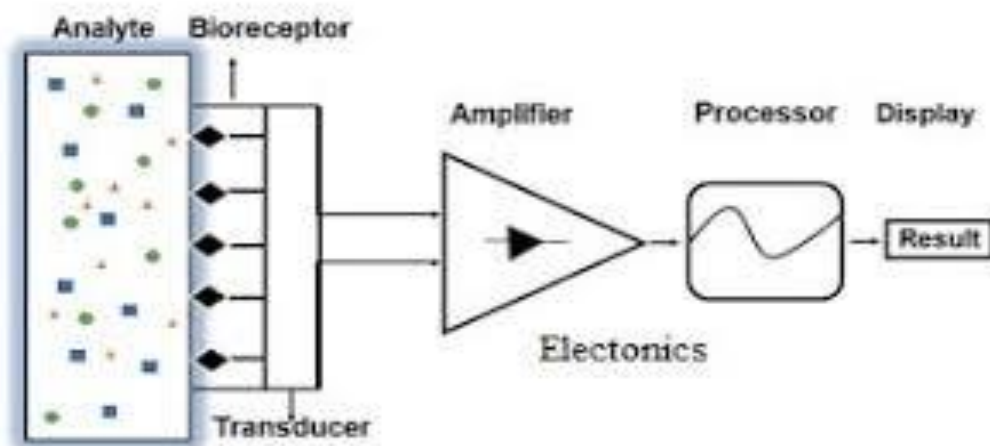 Analyte Bioreceptor
Amplifier Processor Display
Result
Electonics
Transducer